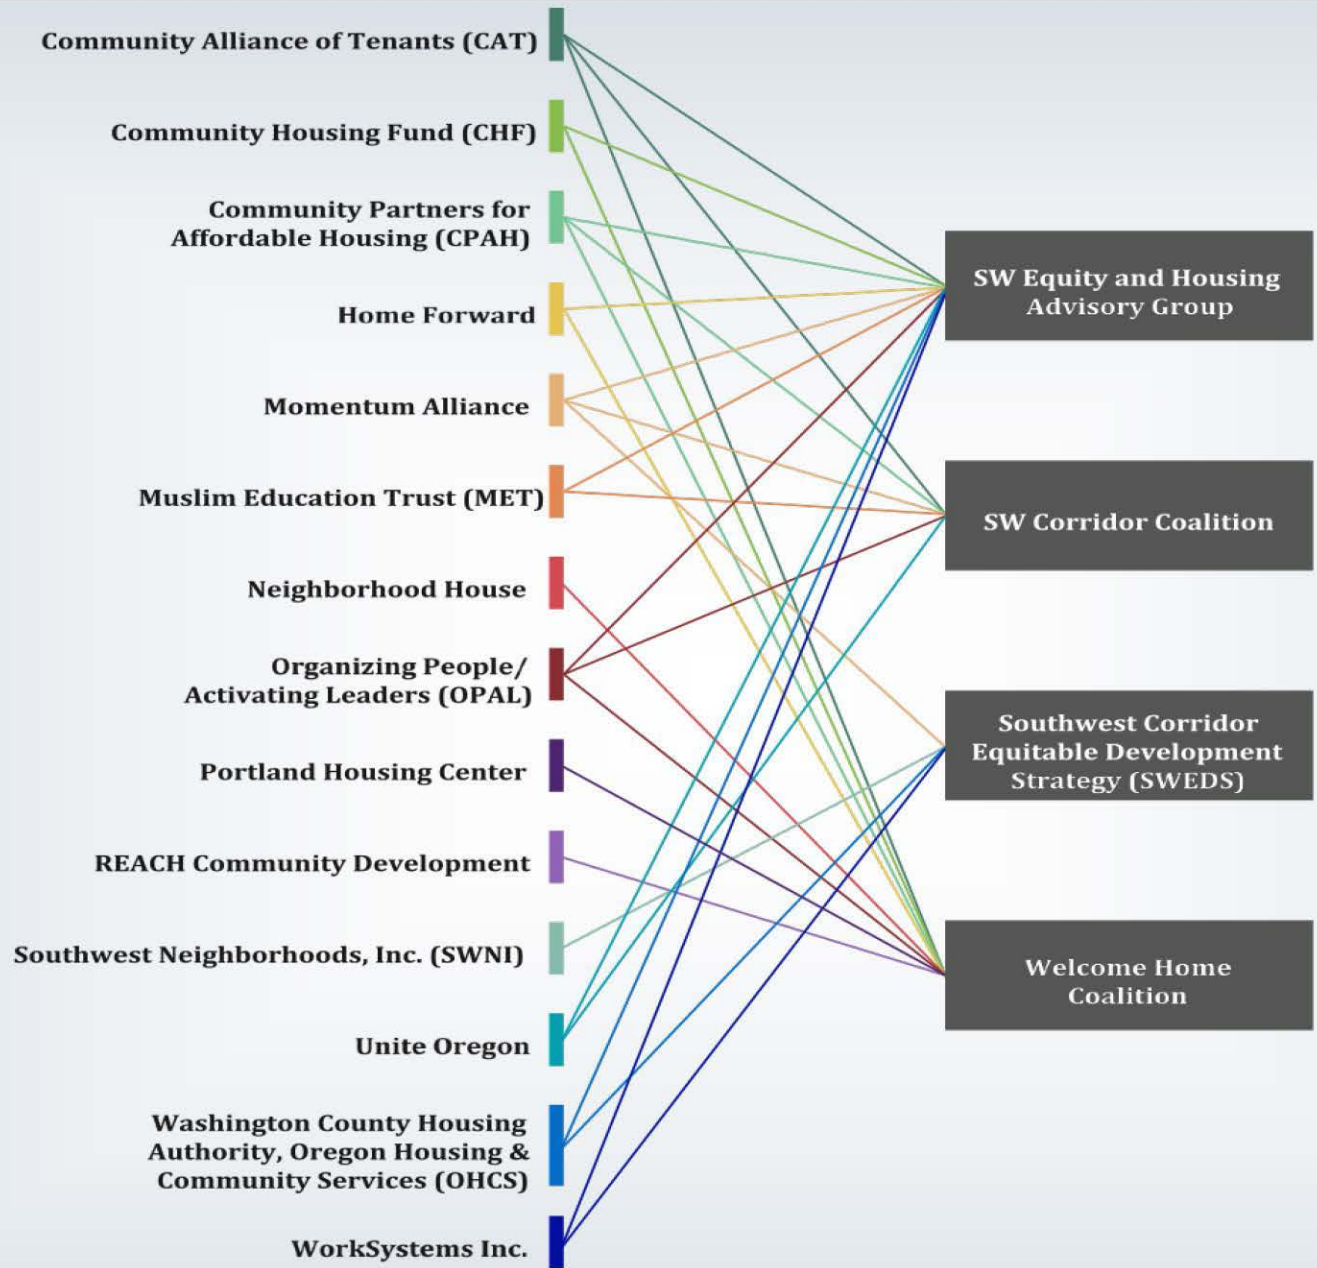 Community Alliance of Tenants (CAT)
Community Housing Fund (CHF)
Community Partners for
Affordable Housing (CPAH)
Home Forward
Momentum Alliance
Muslim Education Trust (MET)
Neighborhood House
Organizing People/
Activating Leaders (OPAL)
Portland Housing Center
REACH Community Development
Southwest Neighborhoods, Inc. (SWNI)
Unite Oregon
Washington County Housing
Authority, Oregon Housing &
Community Services (OHCS)
WorkSystems Inc.
SW Equity and Housing
Advisory Group
SW Corridor Coalition
Southwest Corridor
Equitable Development
Strategy (SWEDS)
Welcome Home
Coalition